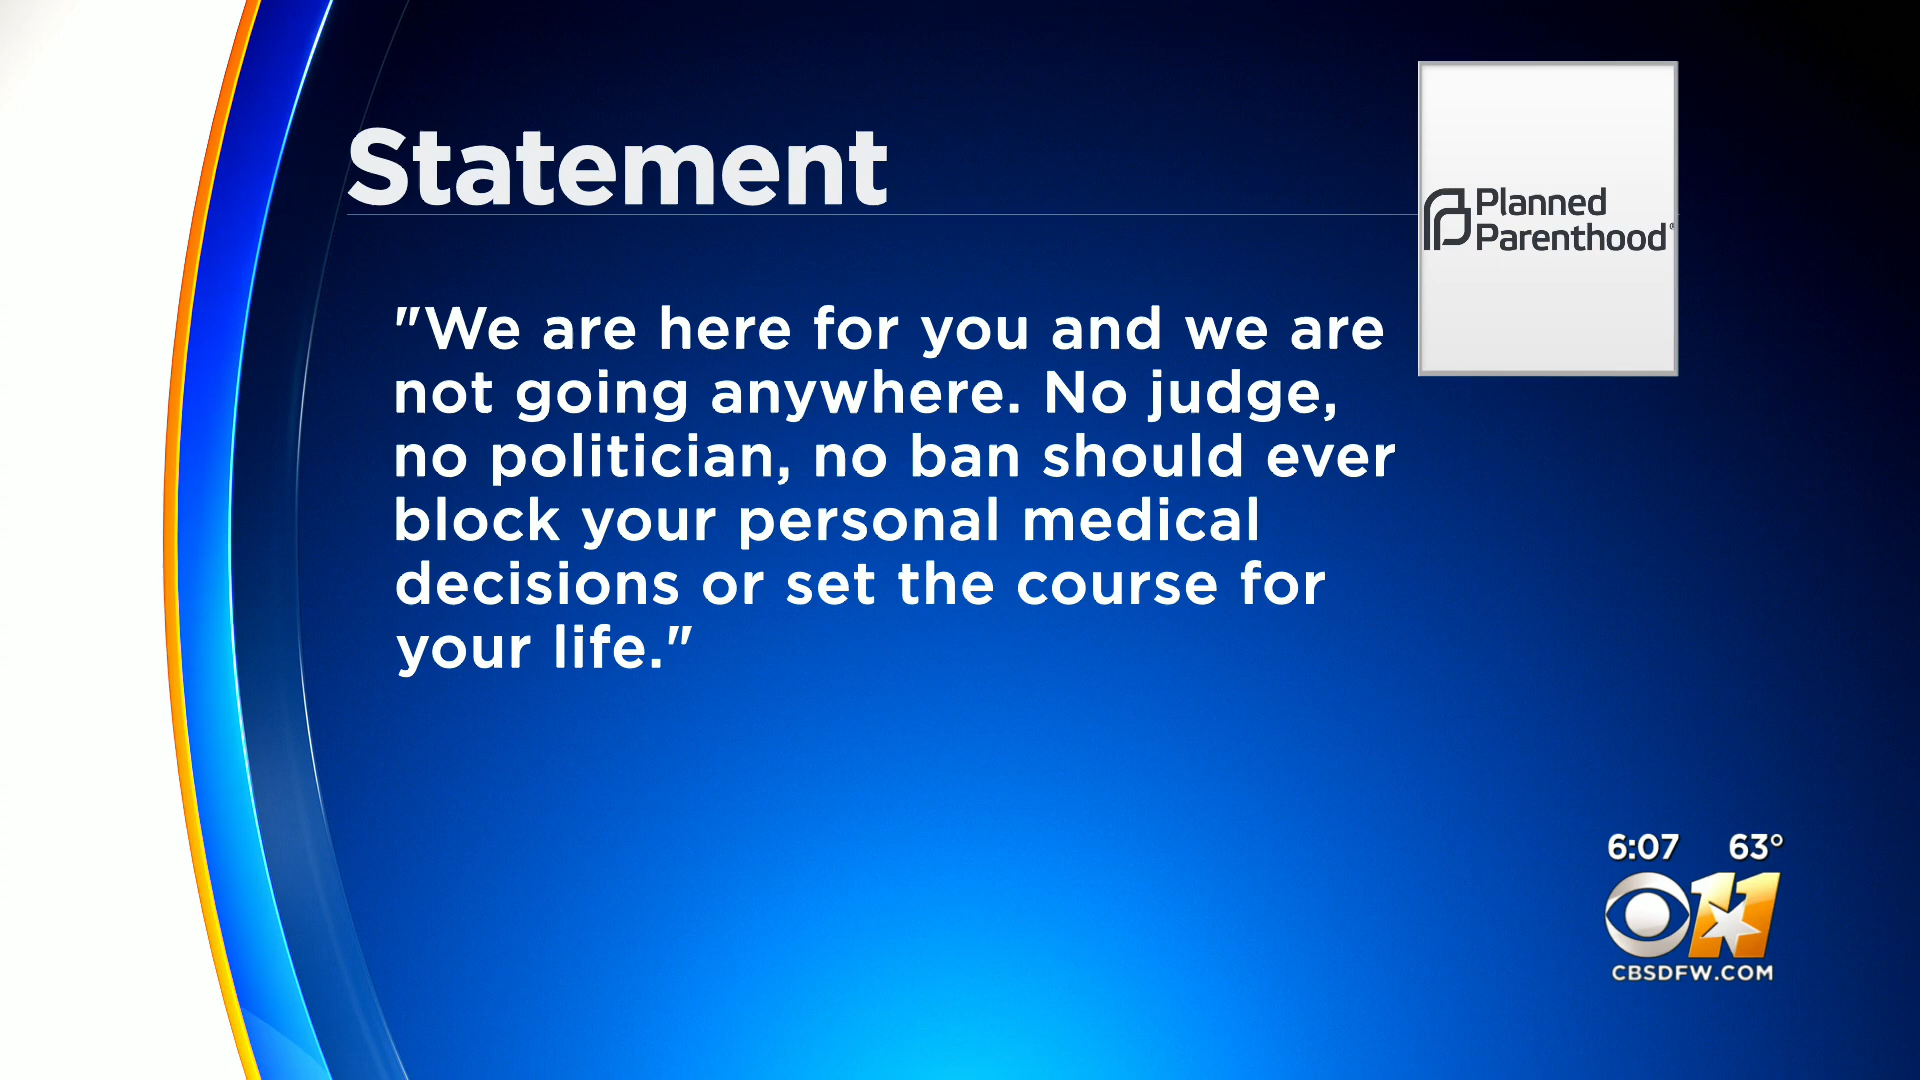 Statement
Planned
Parenthood®
"We are here for you and we are
not going anywhere. No judge,
no politician, no ban should ever
block your personal medical
decisions or set the course for
your life."
6:07 63°
11
CBSDFW.COM